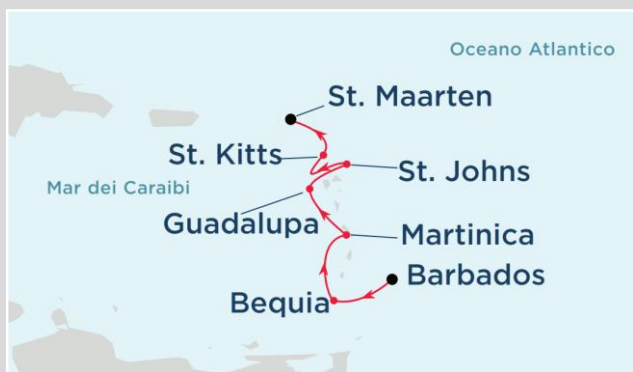 Oceano Atlantico
St. Maarten
St. Kitts
St. Johns
Mar dei Caraibi
Guadalupa
Martinica
Barbados
Bequia